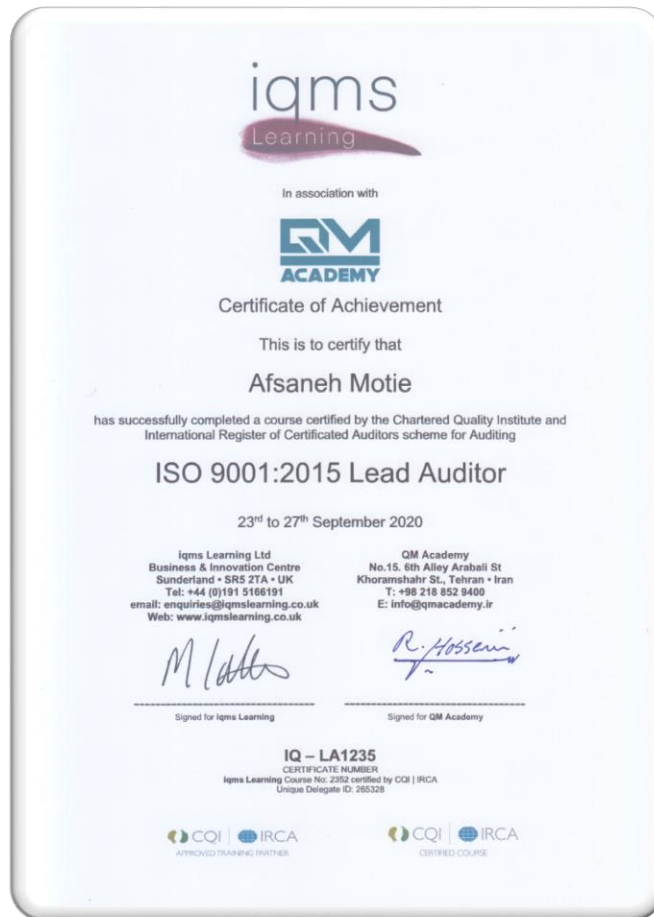 iqms
Learning
In association with
QM
ACADEMY
Certificate of Achievement
This is to certify that
Afsaneh Motie
has successfully completed a course certified by the Chartered Quality Institute and
International Register of Certificated Auditors scheme for Auditing
ISO 9001:2015 Lead Auditor
23rd to 27th September 2020
iqms Learning Ltd
Business & Innovation Centre
Sunderland • SR5 2TA • UK
Tel: +44 (0)191 5166191
email: enquiries@iqmslearning.co.uk
Web: www.iqmslearning.co.uk
QM Academy
No.15. 6th Alley Arabali St
Khoramshahr St., Tehran • Iran
T: +98 218 852 9400
E: info@qmacademy.ir
R. Hosseini
Signed for iqms Learning
Signed for QM Academy
IQ – LA1235
CERTIFICATE NUMBER
iqms Learning Course No: 2352 certified by CQI | IRCA
Unique Delegate ID: 265328
CQI | IRCA
APPROVED TRAINING PARTNER
CQI | IRCA
CERTIFIED COURSE